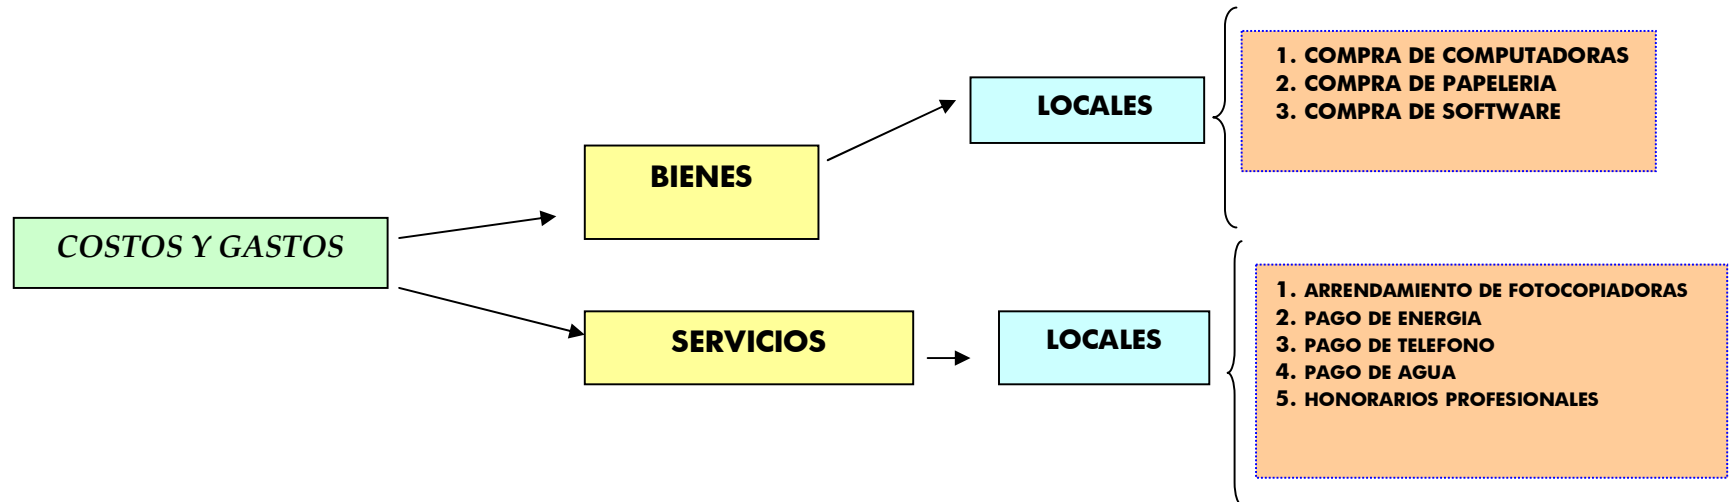 COSTOS Y GASTOS
BIENES
LOCALES
1. COMPRA DE COMPUTADORAS
2. COMPRA DE PAPELERIA
3. COMPRA DE SOFTWARE
SERVICIOS
LOCALES
1. ARRENDAMIENTO DE FOTOCOPIADORAS
2. PAGO DE ENERGIA
3. PAGO DE TELEFONO
4. PAGO DE AGUA
5. HONORARIOS PROFESIONALES